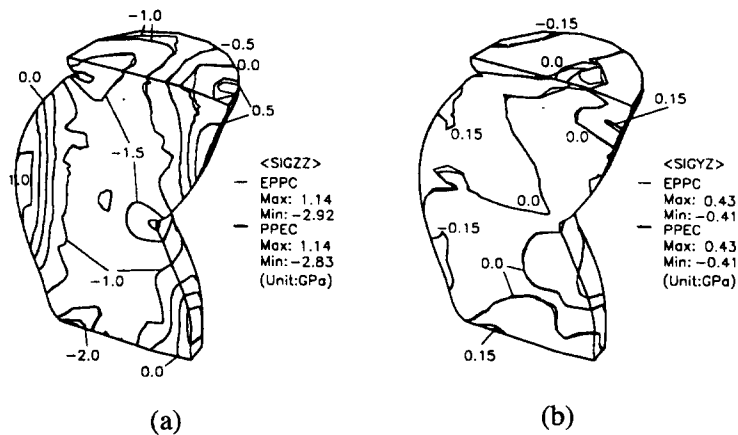 -1.0
-0.5
0.0
0.0
0.5
-1.5
1.0
-1.0
-2.0
0.0
<SIGZZ>
— EPPC
Max: 1.14
Min: -2.92
— PPEC
Max: 1.14
Min: -2.83
(Unit:GPa)
(a)
-0.15
0.0
0.15
0.15
0.0
0.0
-0.15
0.0
0.15
<SIGYZ>
— EPPC
Max: 0.43
Min: -0.41
— PPEC
Max: 0.43
Min: -0.41
(Unit:GPa)
(b)